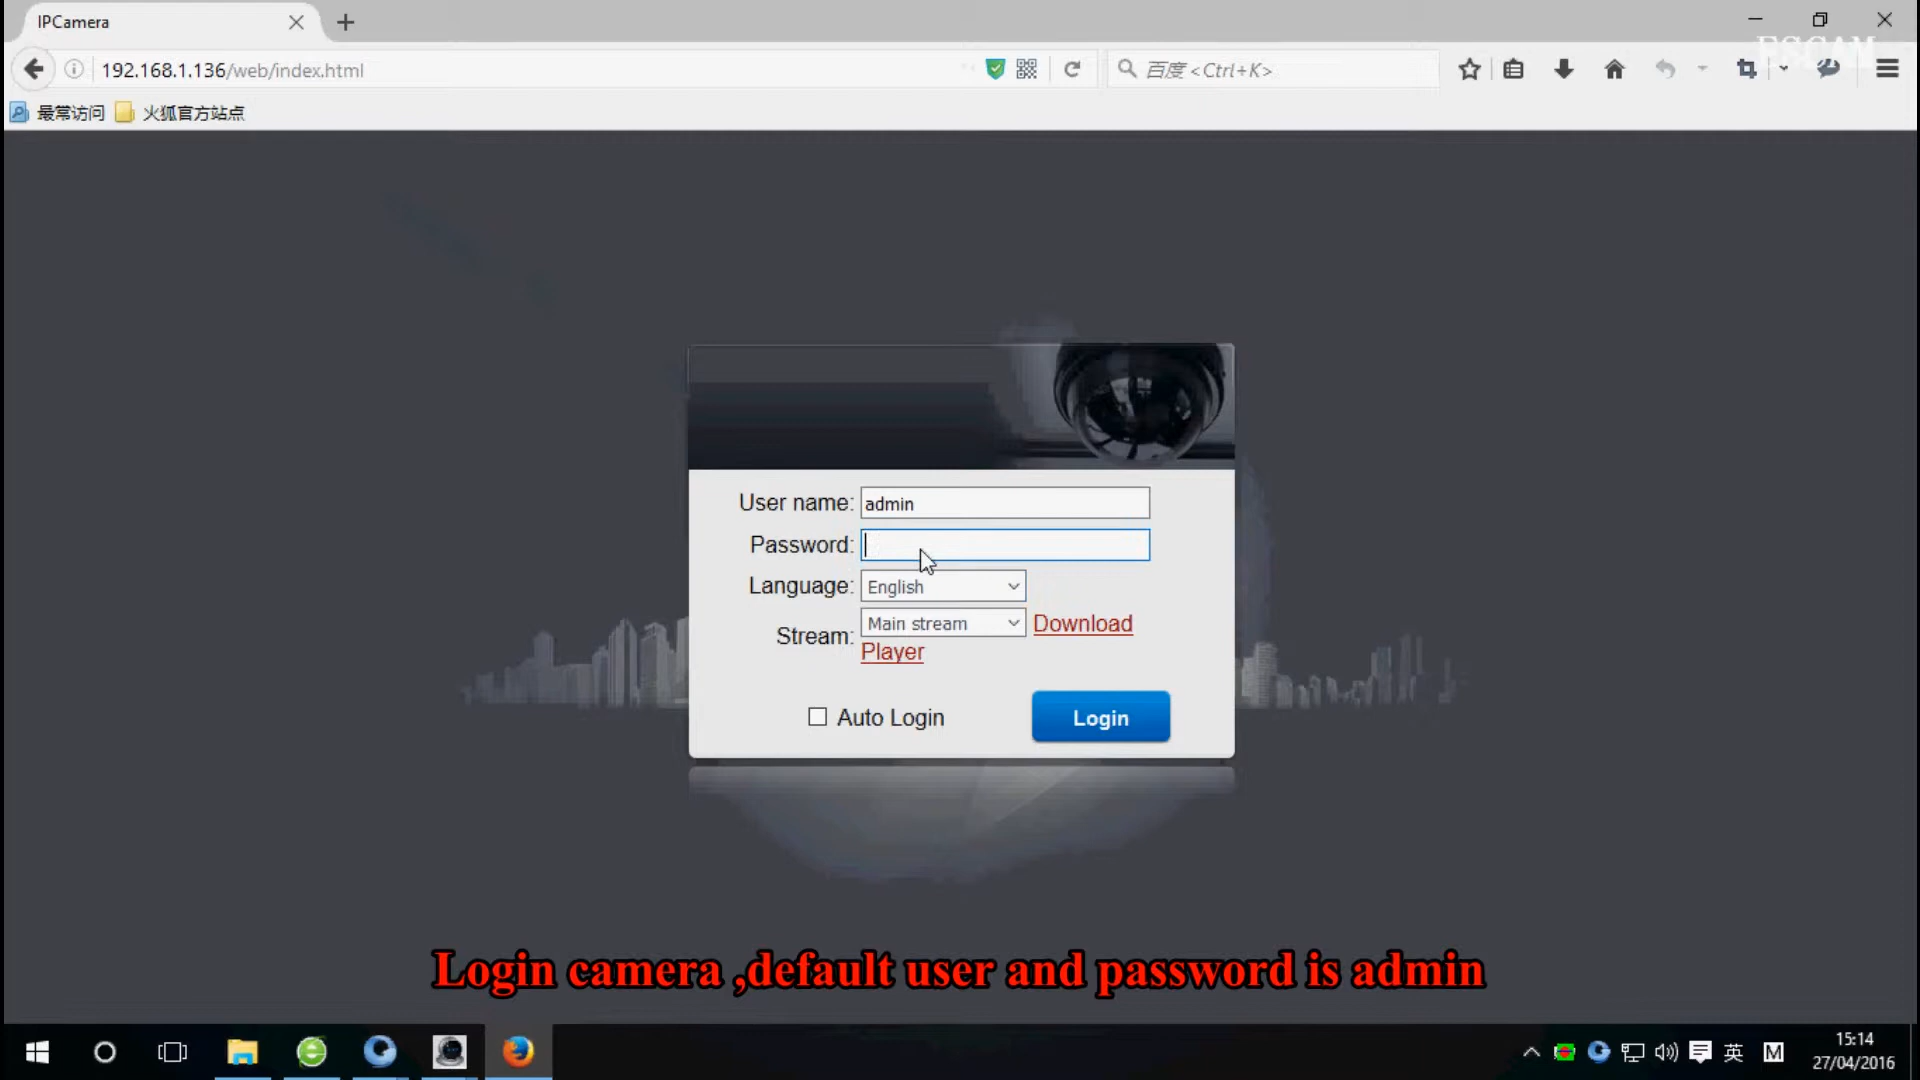 IPCamera
ESCAM
192.168.1.136/web/index.html
百度 <Ctrl+K>
最常访问 火狐官方站点
User name: admin
Password:
Language: English
Stream: Main stream Download
Player
Auto Login
Login
Login camera ,default user and password is admin
英 M
15:14
27/04/2016